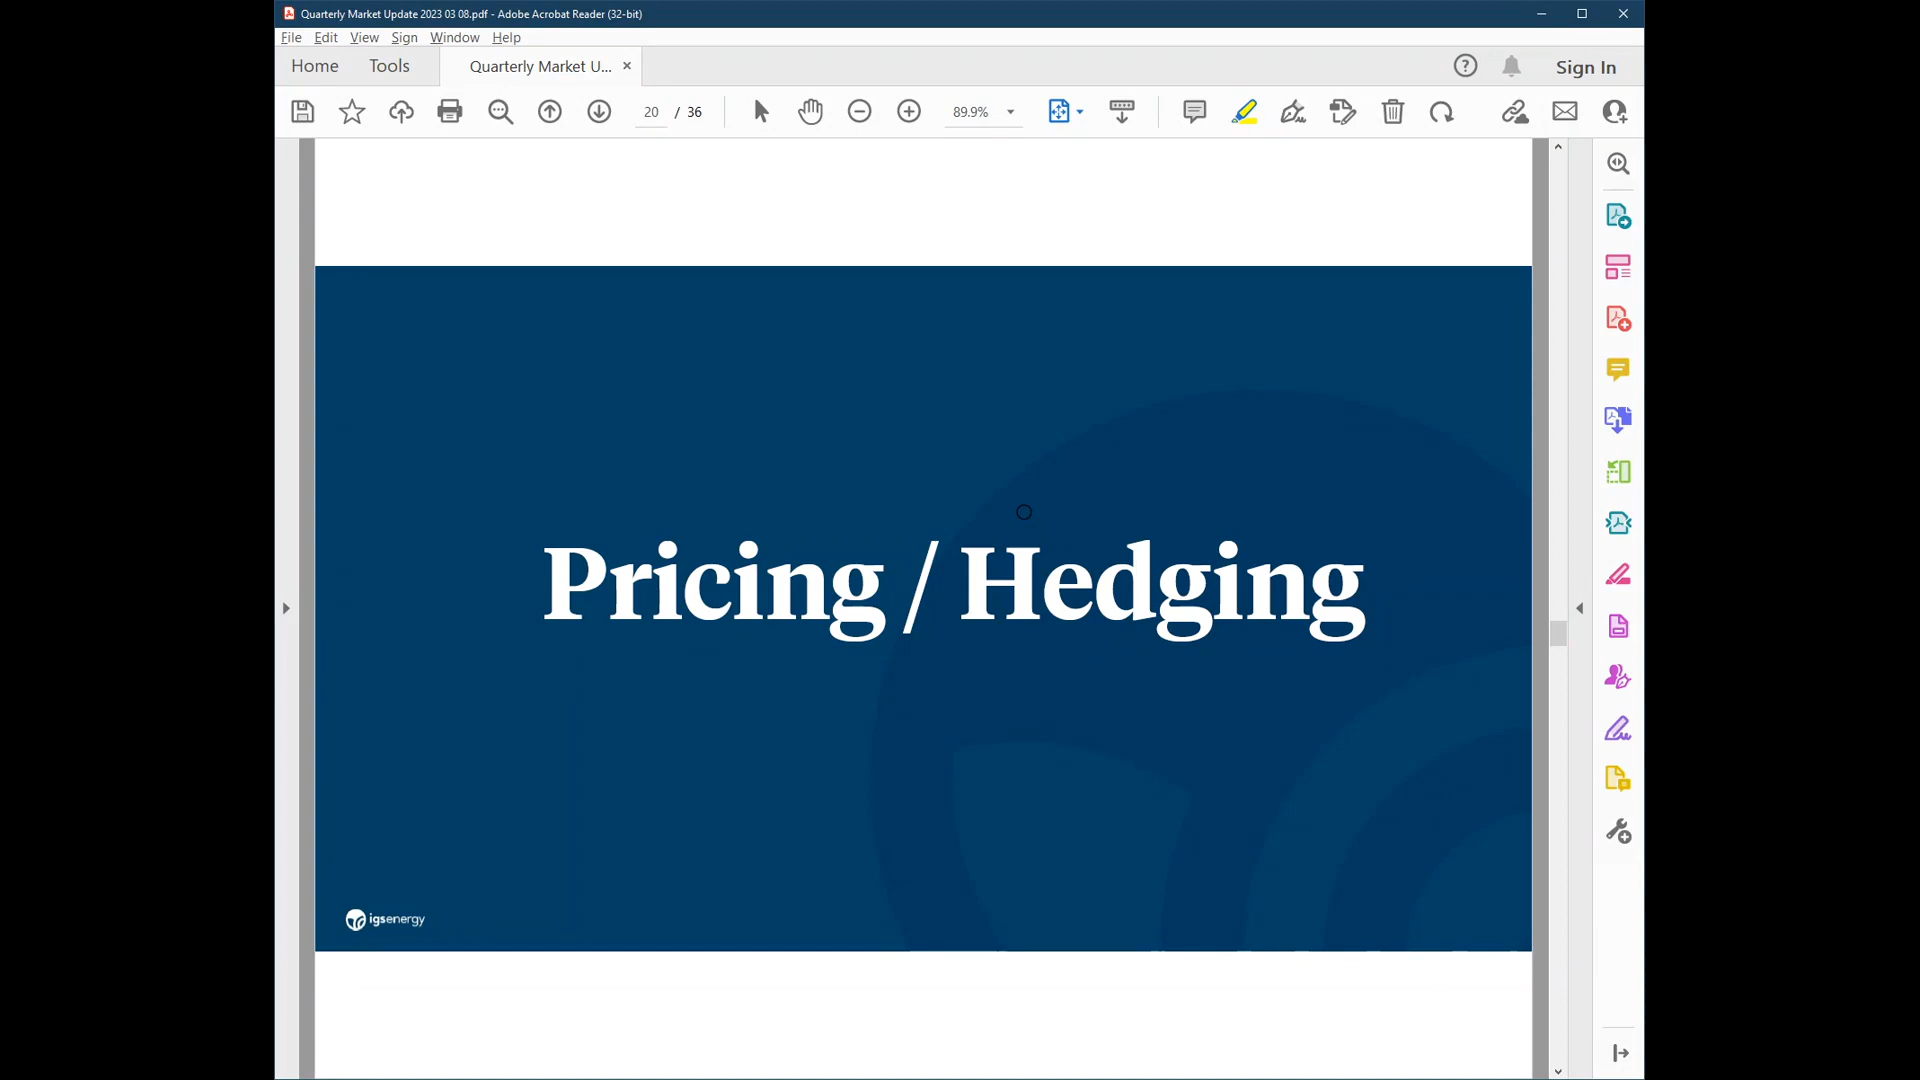 Quarterly Market Update 2023 03 08.pdf - Adobe Acrobat Reader (32-bit)
File Edit View Sign Window Help
Home Tools Quarterly Market U... Sign In
20 / 36 89.9%
Pricing / Hedging
igsenergy